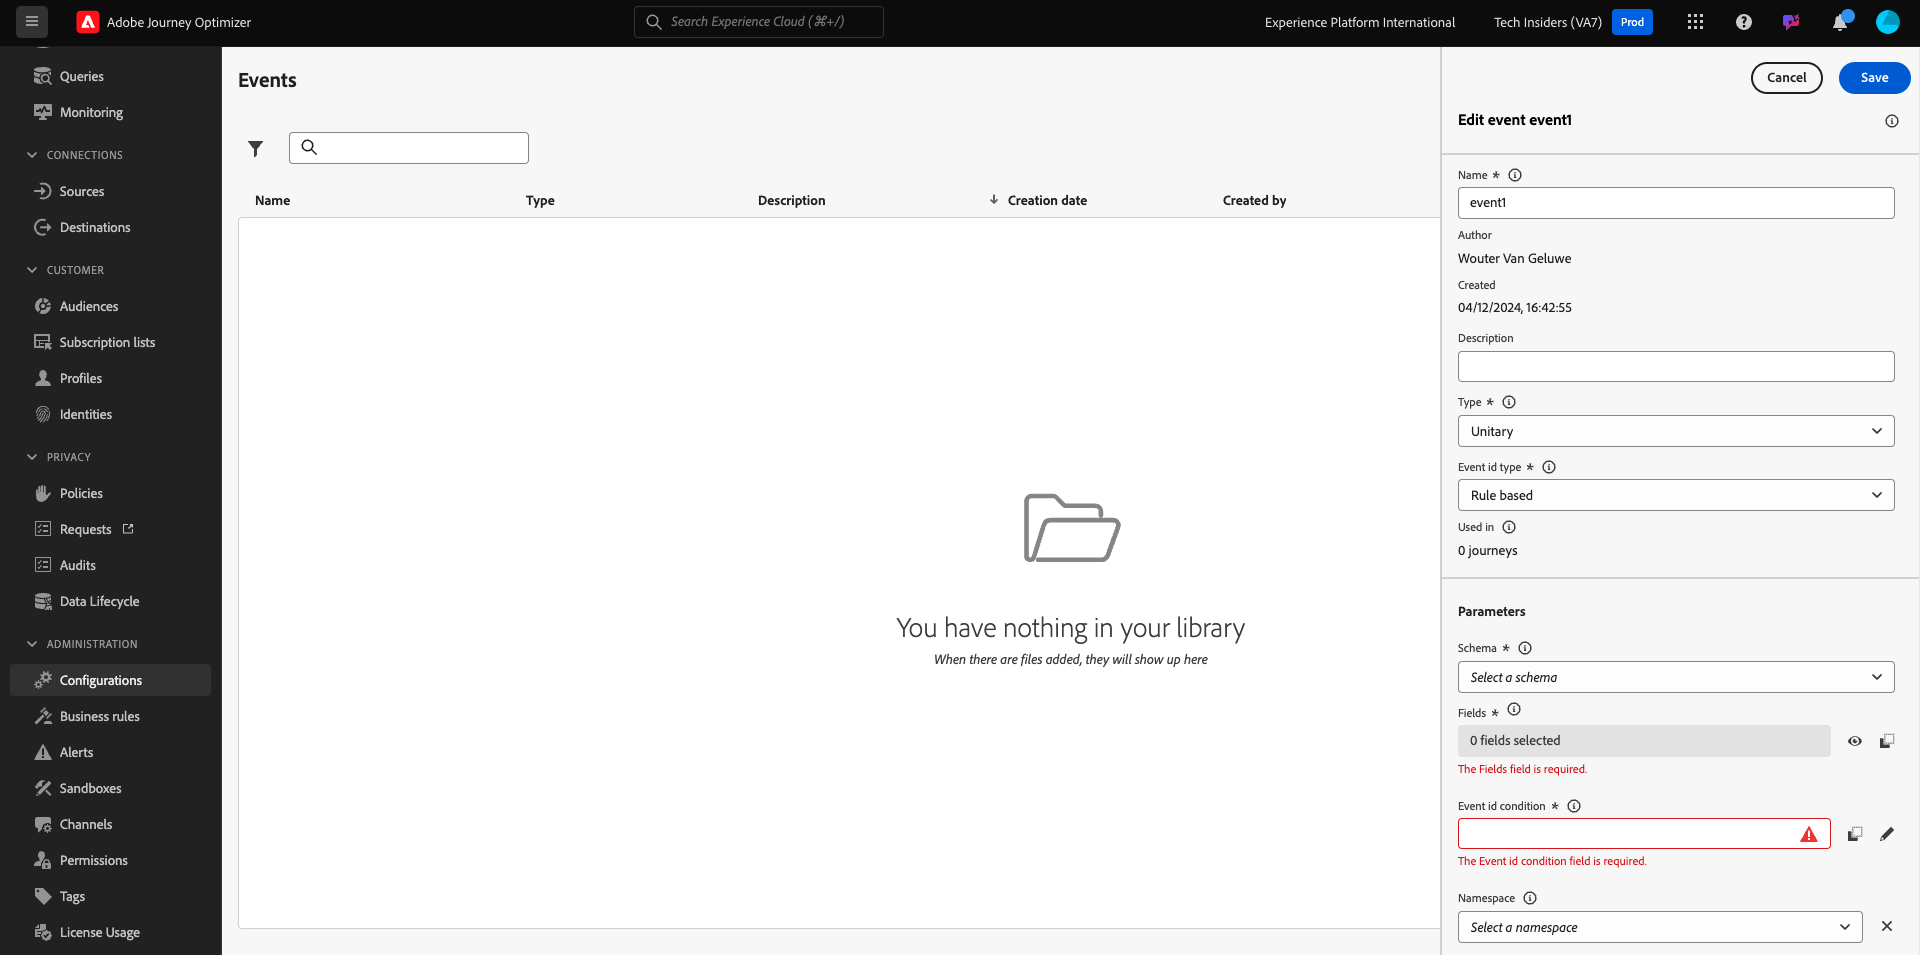 Adobe Journey Optimizer
Search Experience Cloud (⌘+/)
Experience Platform International
Tech Insiders (VA7)
Prod
Queries
Monitoring
CONNECTIONS
Sources
Destinations
CUSTOMER
Audiences
Subscription lists
Profiles
Identities
PRIVACY
Policies
Requests
Audits
Data Lifecycle
ADMINISTRATION
Configurations
Business rules
Alerts
Sandboxes
Channels
Permissions
Tags
License Usage
Events
Name
Type
Description
Creation date
Created by
You have nothing in your library
When there are files added, they will show up here
Cancel
Save
Edit event event1
Name *
event1
Author
Wouter Van Geluwe
Created
04/12/2024, 16:42:55
Description
Type *
Unitary
Event id type *
Rule based
Used in
0 journeys
Parameters
Schema *
Select a schema
Fields *
0 fields selected
The Fields field is required.
Event id condition *
The Event id condition field is required.
Namespace
Select a namespace